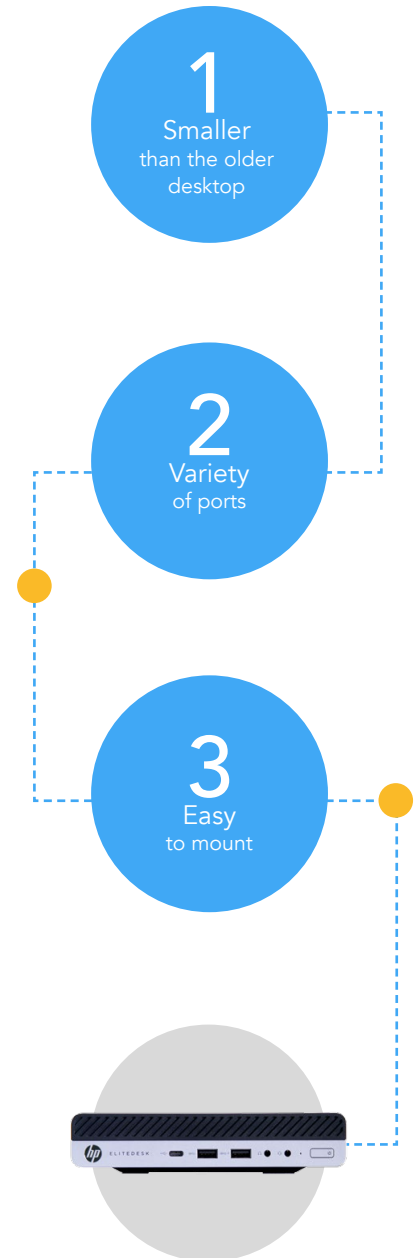 1
Smaller
than the older
desktop
2
Variety
of ports
3
Easy
to mount
hp ELITEDESK